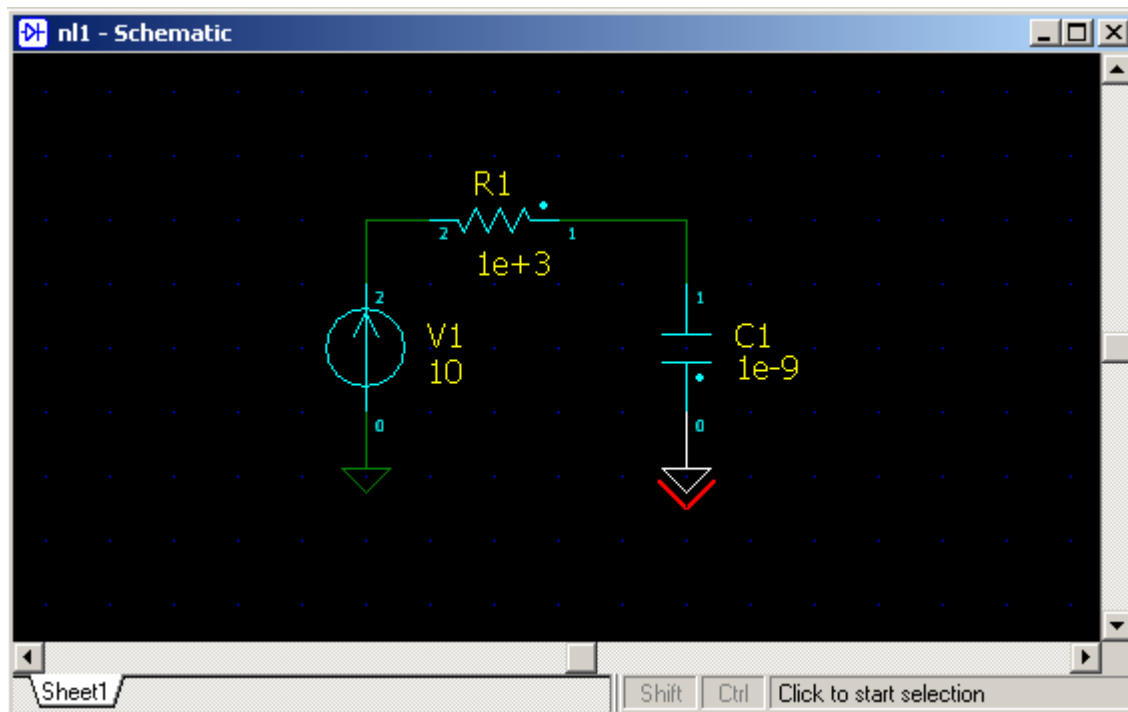 nl1 - Schematic
R1
2 1
1e+3
2 1
V1 C1
10 1e-9
0 0
Sheet1 Shift Ctrl Click to start selection